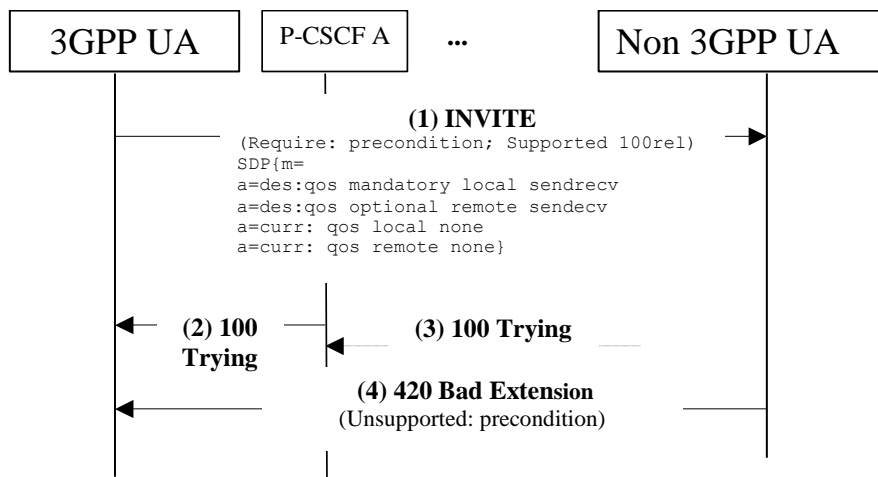 3GPP UA
P-CSCF A
...
Non 3GPP UA
(1) INVITE
(Require: precondition; Supported 100rel)
SDP{m=
a=des:qos mandatory local sendrecv
a=des:qos optional remote sendecv
a=curr: qos local none
a=curr: qos remote none}
(2) 100
Trying
(3) 100 Trying
(4) 420 Bad Extension
(Unsupported: precondition)